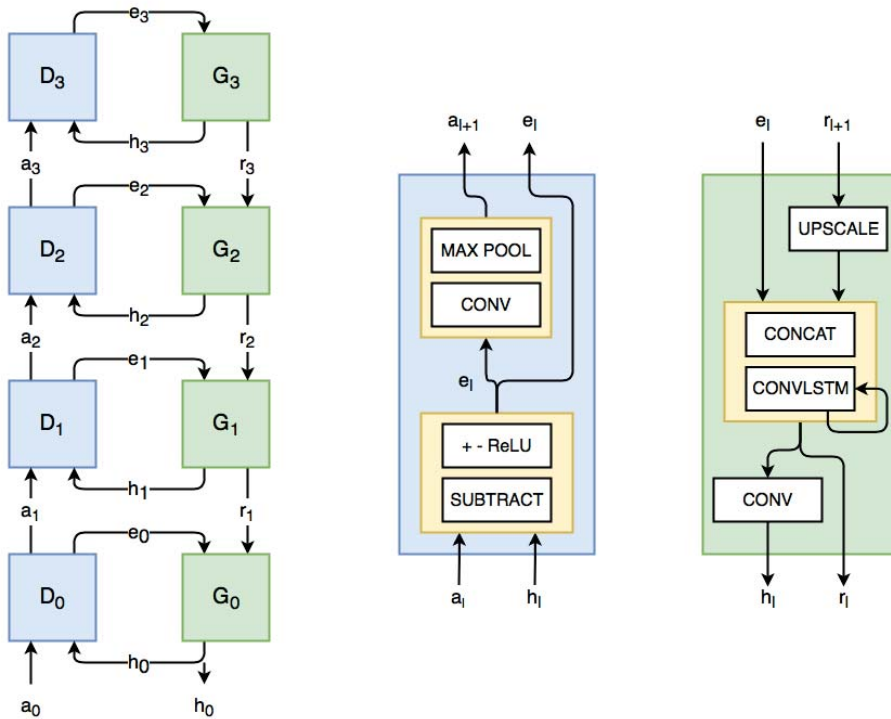 e₃
D₃ G₃
h₃
a₃ r₃
e₂
D₂ G₂
h₂
a₂ r₂
e₁
D₁ G₁
h₁
a₁ r₁
e₀
D₀ G₀
h₀
a₀ h₀
aₗ₊₁ eₗ
MAX POOL
CONV
eₗ
+ - ReLU
SUBTRACT
aₗ hₗ
eₗ rₗ₊₁
UPSCALE
CONCAT
CONVLSTM
CONV
hₗ rₗ